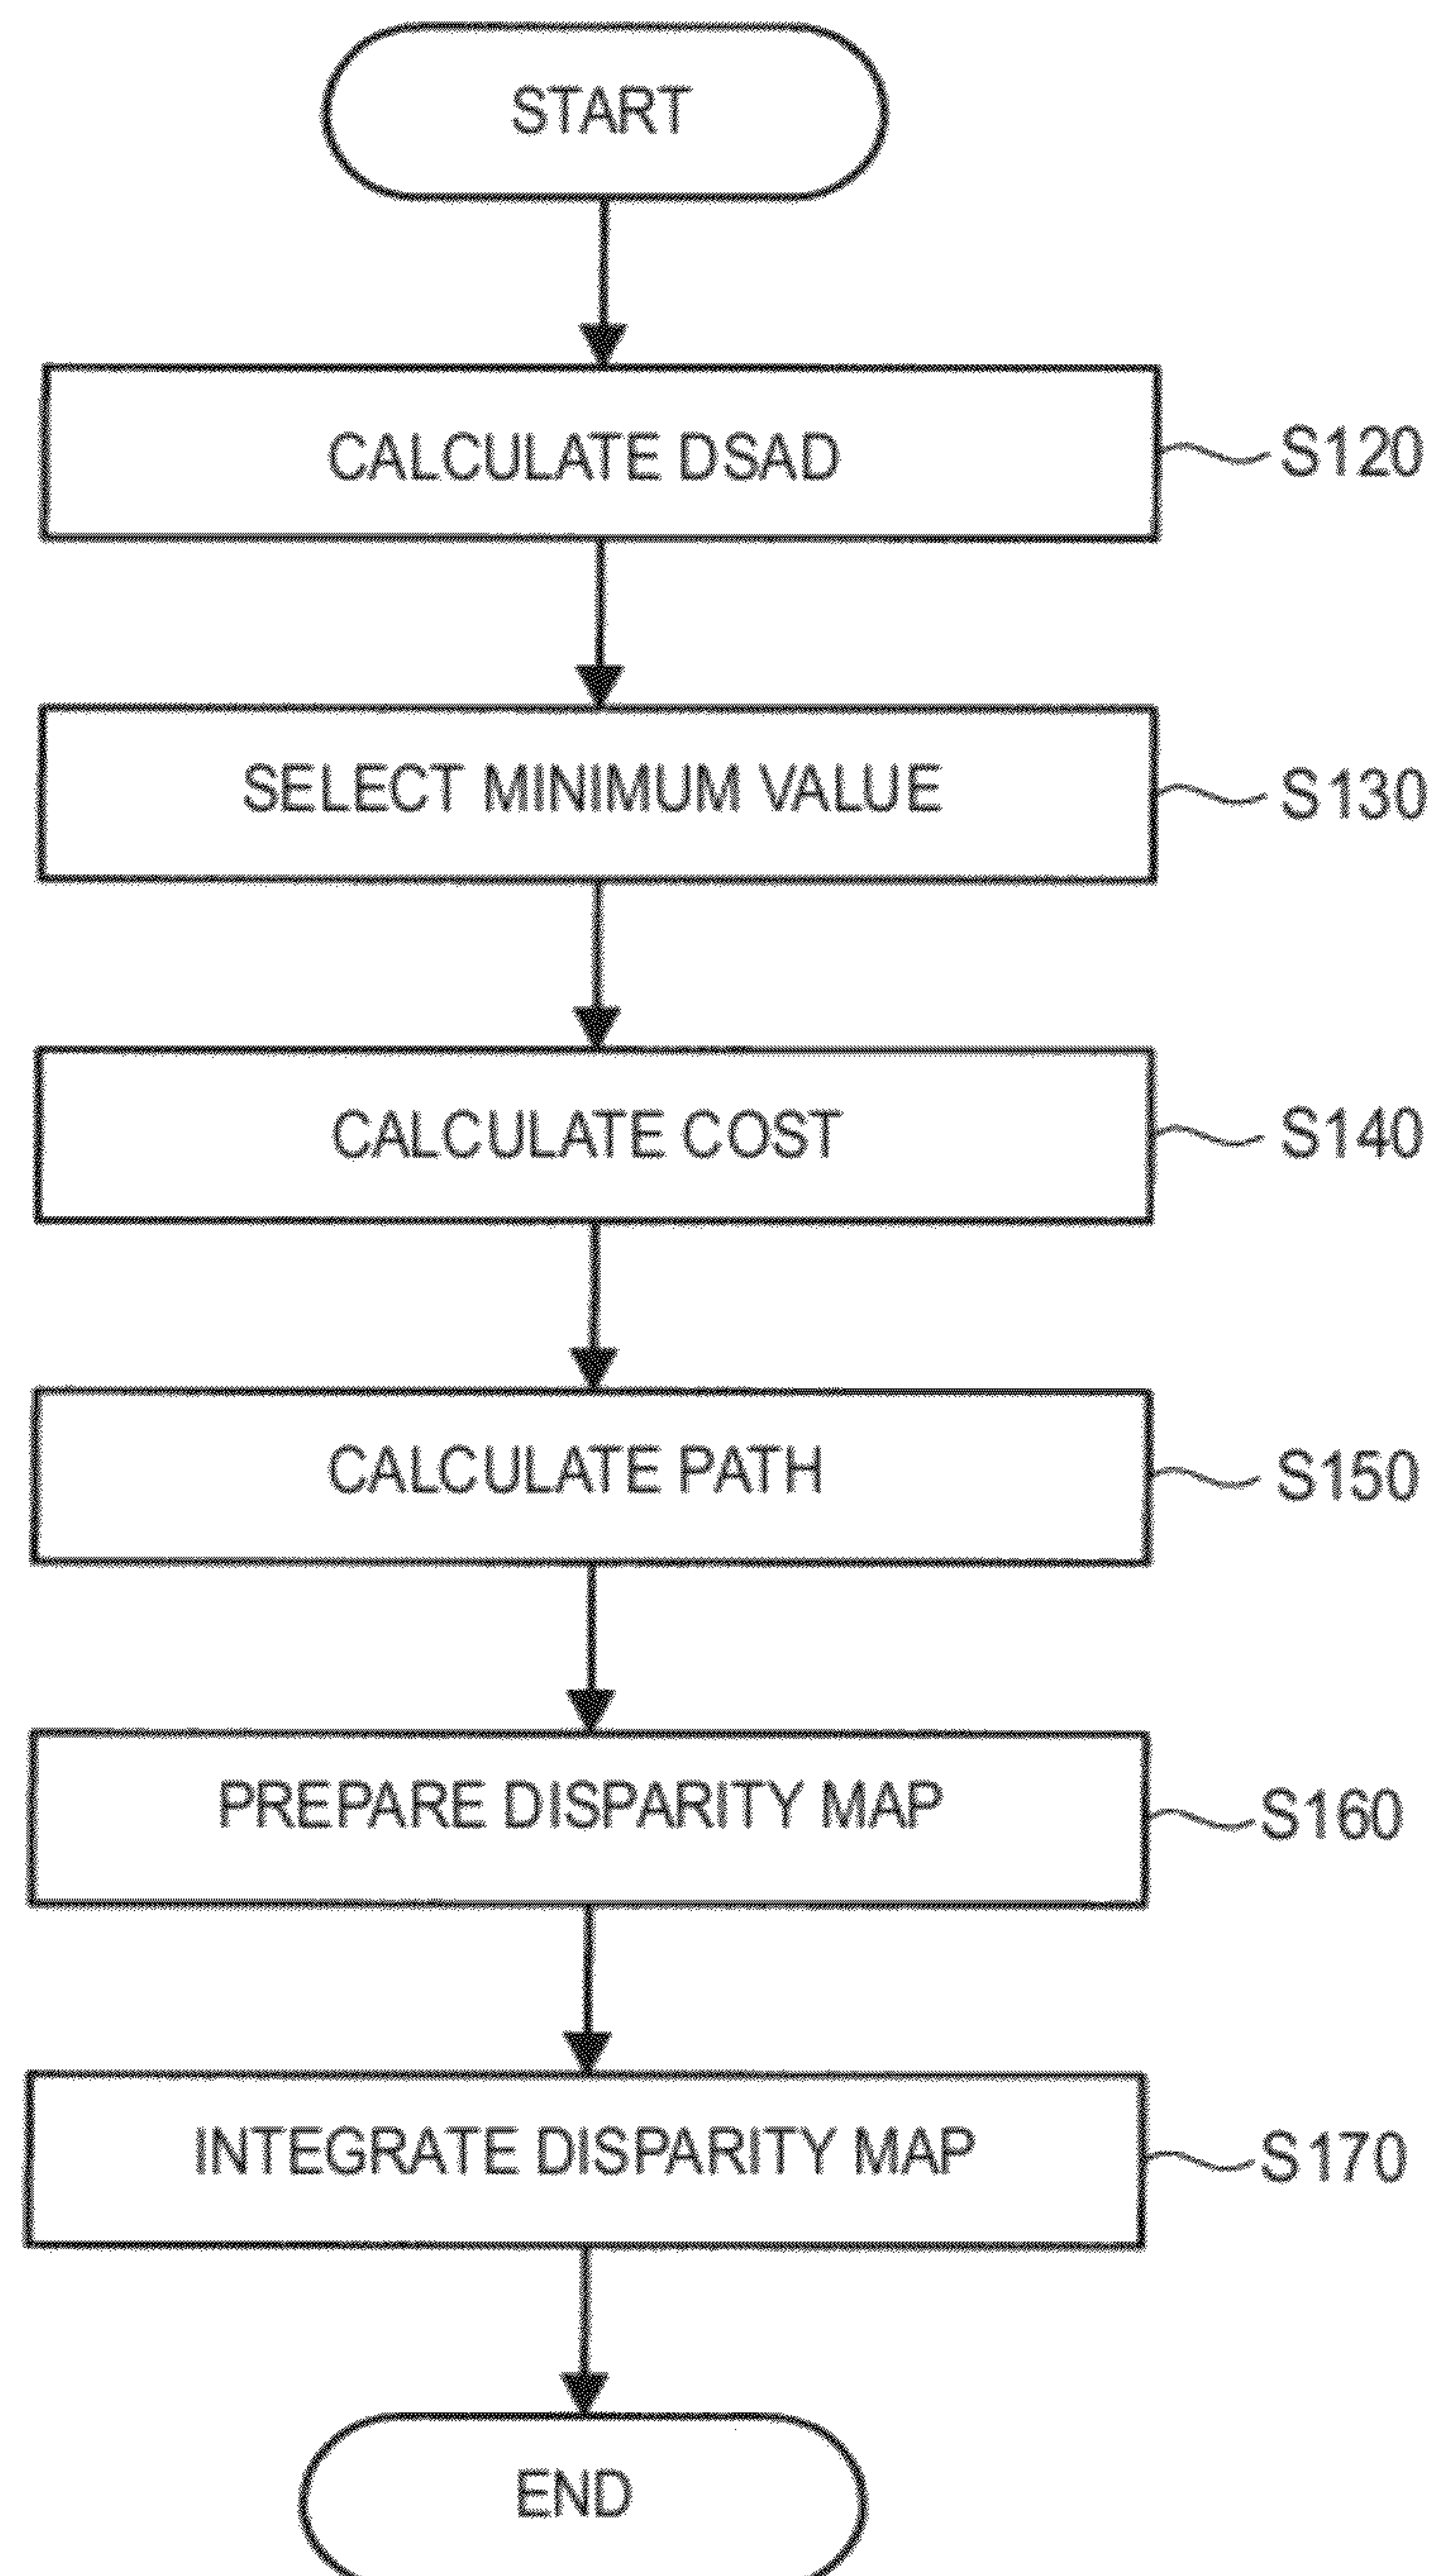 START
CALCULATE DSAD
S120
SELECT MINIMUM VALUE
S130
CALCULATE COST
S140
CALCULATE PATH
S150
PREPARE DISPARITY MAP
S160
INTEGRATE DISPARITY MAP
S170
END